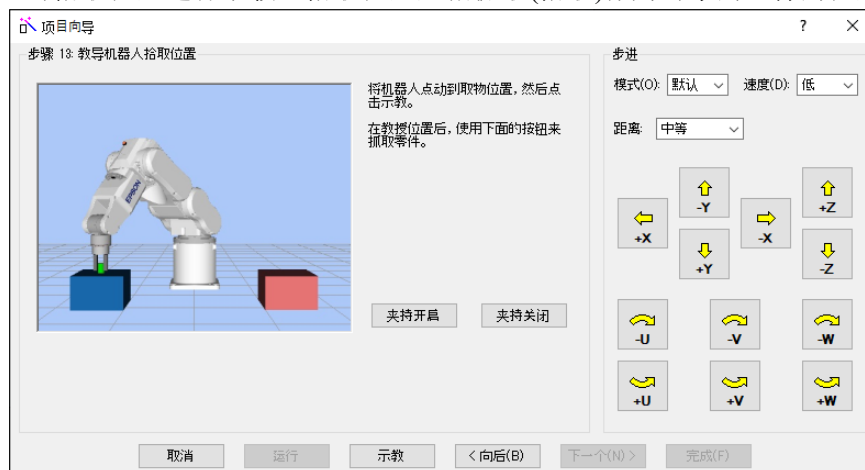 项目向导
?
×
步骤 13: 教导机器人拾取位置
将机器人点动到取物位置, 然后点
击示教。
在教授位置后, 使用下面的按钮来
抓取零件。
EPSON
夹持开启
夹持关闭
步进
模式(O): 默认
速度(D): 低
距离: 中等
-Y
+Z
+X
-X
+Y
-Z
-U
-V
-W
+U
+V
+W
取消
运行
示教
< 向后(B)
下一个(N) >
完成(F)